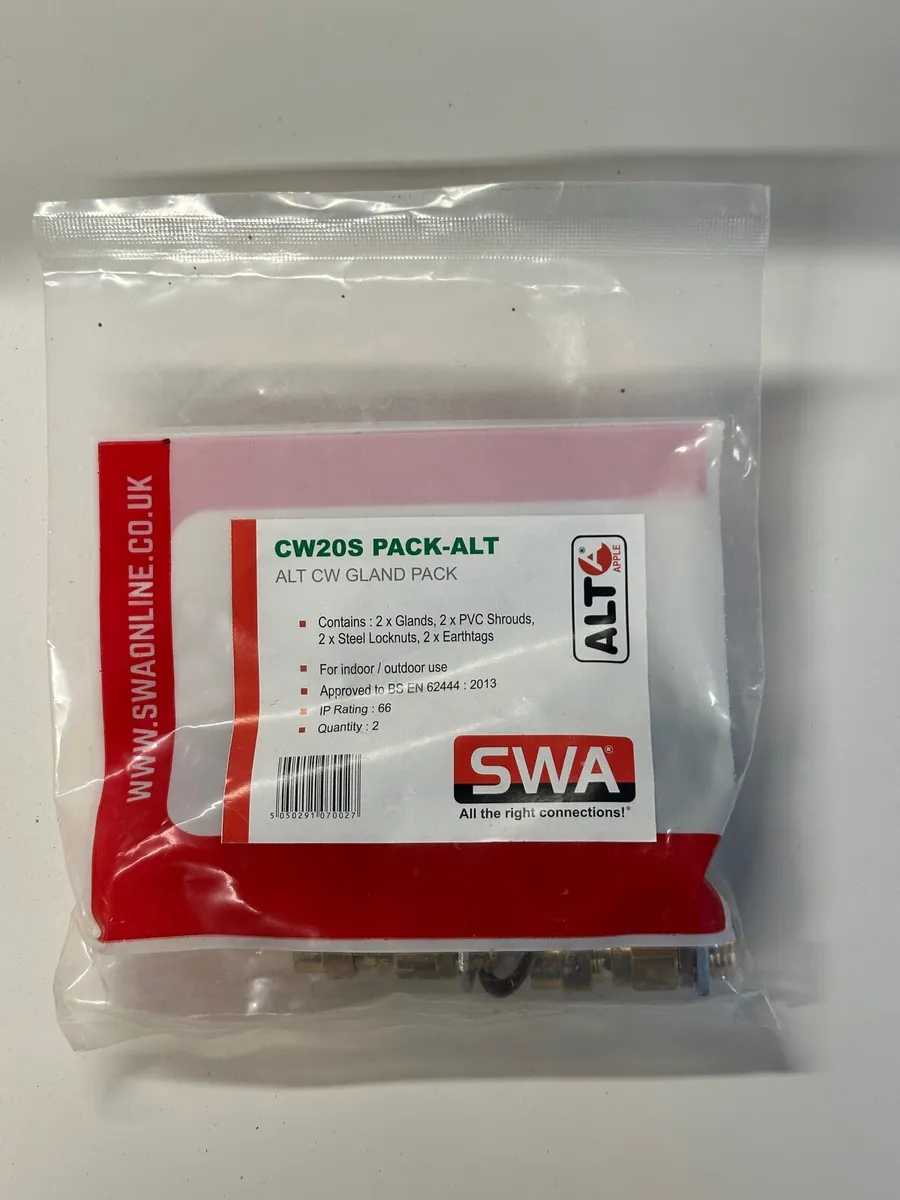 WWW.SWAONLINE.CO.UK
CW20S PACK-ALT
ALT CW GLAND PACK
Contains : 2 x Glands, 2 x PVC Shrouds,
2 x Steel Locknuts, 2 x Earthtags
For indoor / outdoor use
Approved to BS EN 62444 : 2013
IP Rating : 66
Quantity : 2
5 050291 070027
ALT
A®
APPLE
SWA®
All the right connections!®